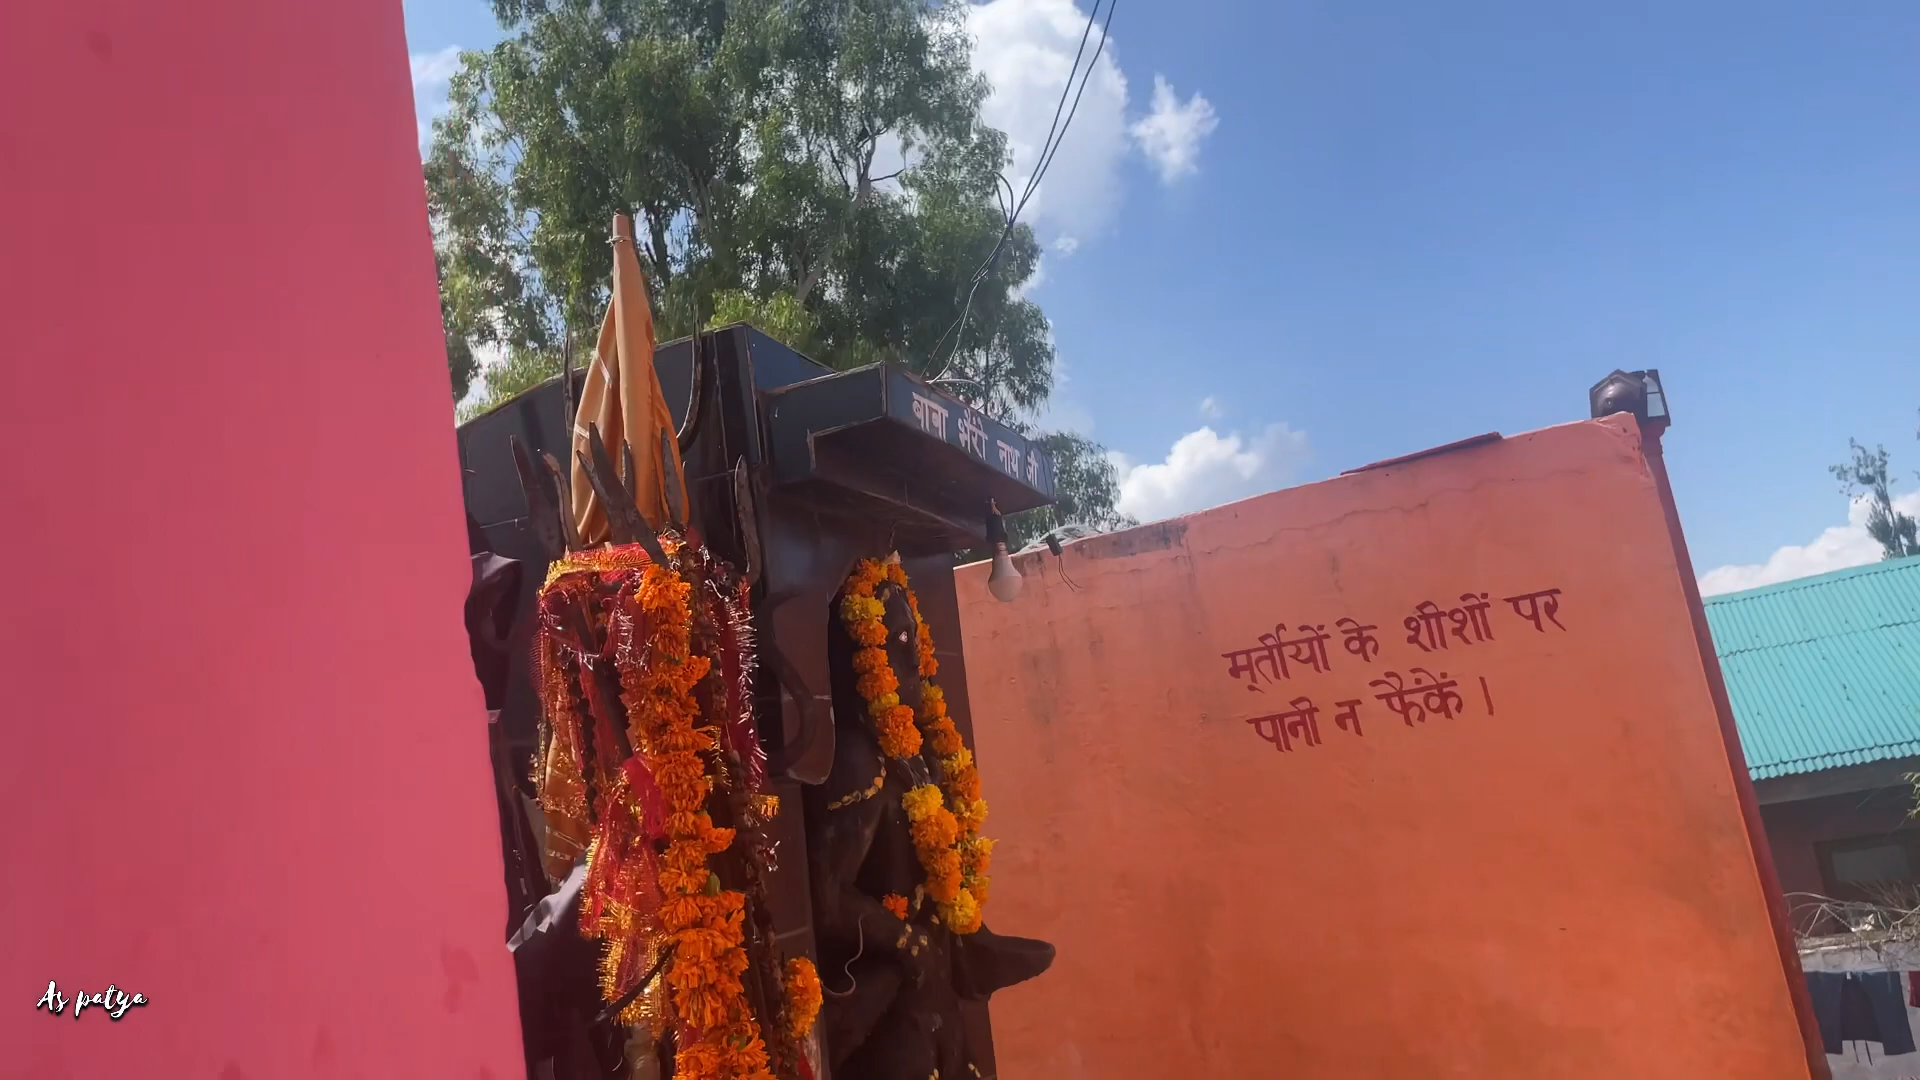 बाबा भैंरो नाथ जी
मूर्तीयों के शीशों पर
पानी न फैंकें ।
As patya